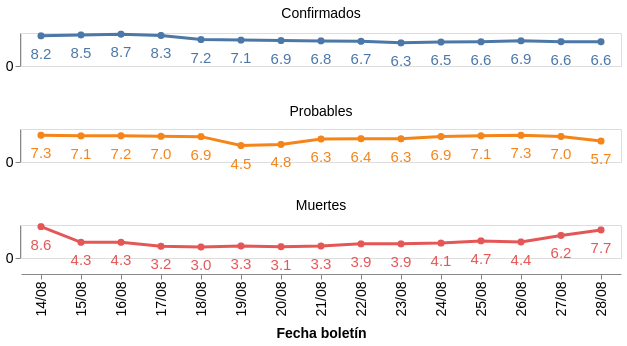 Confirmados
0
8.2 8.5 8.7 8.3 7.2 7.1 6.9 6.8 6.7 6.3 6.5 6.6 6.9 6.6 6.6
Probables
0
7.3 7.1 7.2 7.0 6.9 4.5 4.8 6.3 6.4 6.3 6.9 7.1 7.3 7.0 5.7
Muertes
0
8.6 4.3 4.3 3.2 3.0 3.3 3.1 3.3 3.9 3.9 4.1 4.7 4.4 6.2 7.7
14/08 15/08 16/08 17/08 18/08 19/08 20/08 21/08 22/08 23/08 24/08 25/08 26/08 27/08 28/08
Fecha boletín